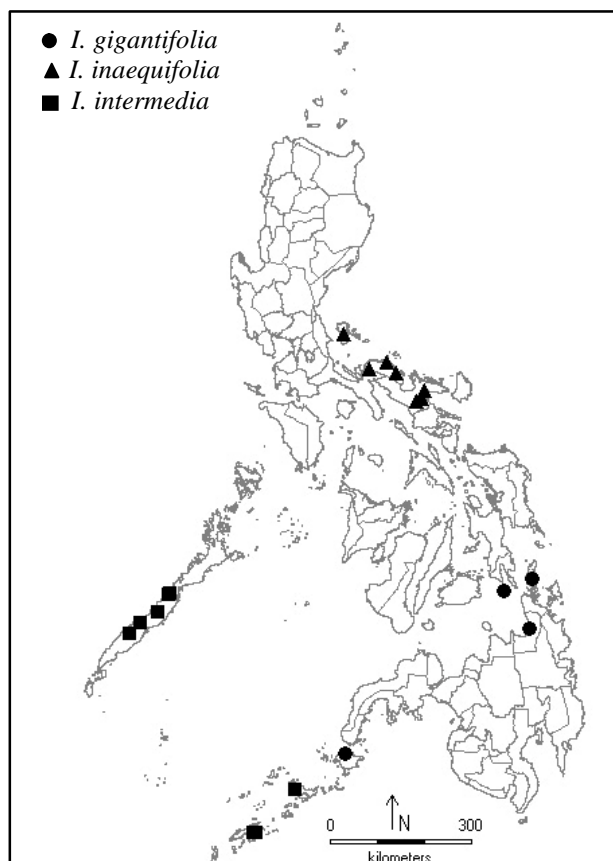 I. gigantifolia
I. inaequifolia
I. intermedia
N
0 300
kilometers